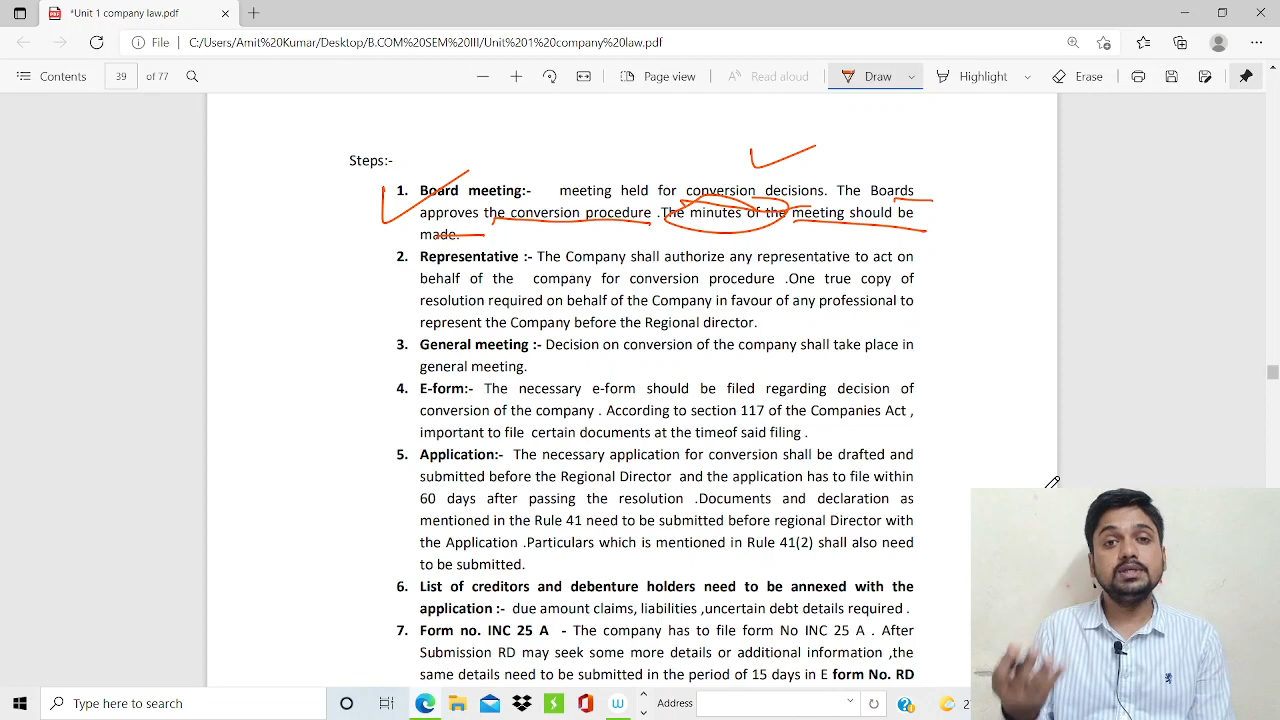 *Unit 1 company law.pdf
File C:/Users/Amit%20Kumar/Desktop/B.COM%20SEM%20III/Unit%201%20company%20law.pdf
Contents 39 of 77 Page view Read aloud Draw Highlight Erase
Steps:-
1. Board meeting:- meeting held for conversion decisions. The Boards
approves the conversion procedure .The minutes of the meeting should be
made.
2. Representative :- The Company shall authorize any representative to act on
behalf of the company for conversion procedure .One true copy of
resolution required on behalf of the Company in favour of any professional to
represent the Company before the Regional director.
3. General meeting :- Decision on conversion of the company shall take place in
general meeting.
4. E-form:- The necessary e-form should be filed regarding decision of
conversion of the company . According to section 117 of the Companies Act ,
important to file certain documents at the timeof said filing .
5. Application:- The necessary application for conversion shall be drafted and
submitted before the Regional Director and the application has to file within
60 days after passing the resolution .Documents and declaration as
mentioned in the Rule 41 need to be submitted before regional Director with
the Application .Particulars which is mentioned in Rule 41(2) shall also need
to be submitted.
6. List of creditors and debenture holders need to be annexed with the
application :- due amount claims, liabilities ,uncertain debt details required .
7. Form no. INC 25 A - The company has to file form No INC 25 A . After
Submission RD may seek some more details or additional information ,the
same details need to be submitted in the period of 15 days in E form No. RD
Type here to search Address 2